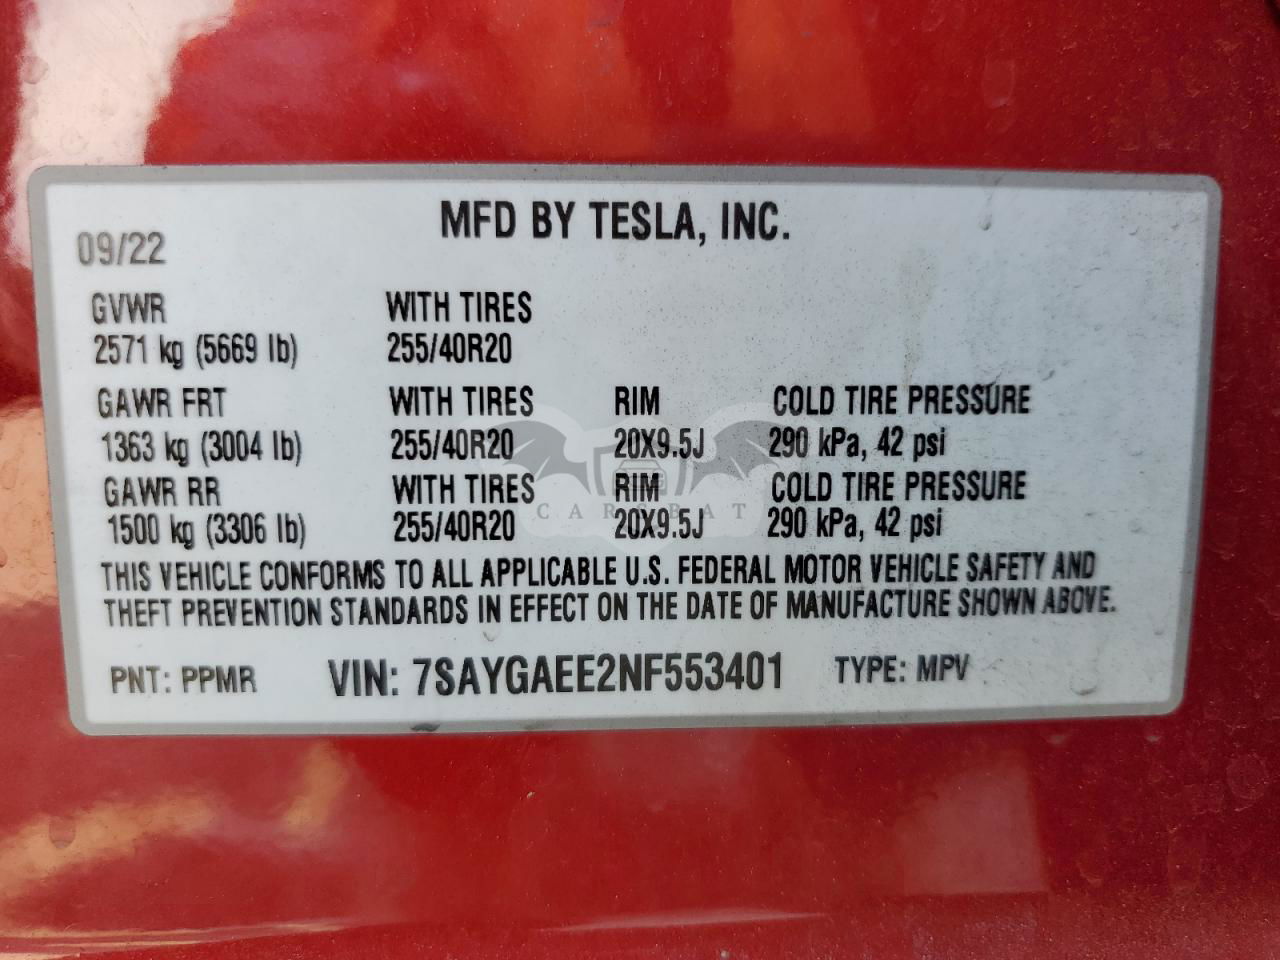 MFD BY TESLA, INC.
09/22
GVWR WITH TIRES
2571 kg (5669 lb) 255/40R20
GAWR FRT WITH TIRES RIM COLD TIRE PRESSURE
1363 kg (3004 lb) 255/40R20 20X9.5J 290 kPa, 42 psi
GAWR RR WITH TIRES RIM COLD TIRE PRESSURE
1500 kg (3306 lb) 255/40R20 20X9.5J 290 kPa, 42 psi
CARSBAT
THIS VEHICLE CONFORMS TO ALL APPLICABLE U.S. FEDERAL MOTOR VEHICLE SAFETY AND
THEFT PREVENTION STANDARDS IN EFFECT ON THE DATE OF MANUFACTURE SHOWN ABOVE.
PNT: PPMR VIN: 7SAYGAEE2NF553401 TYPE: MPV